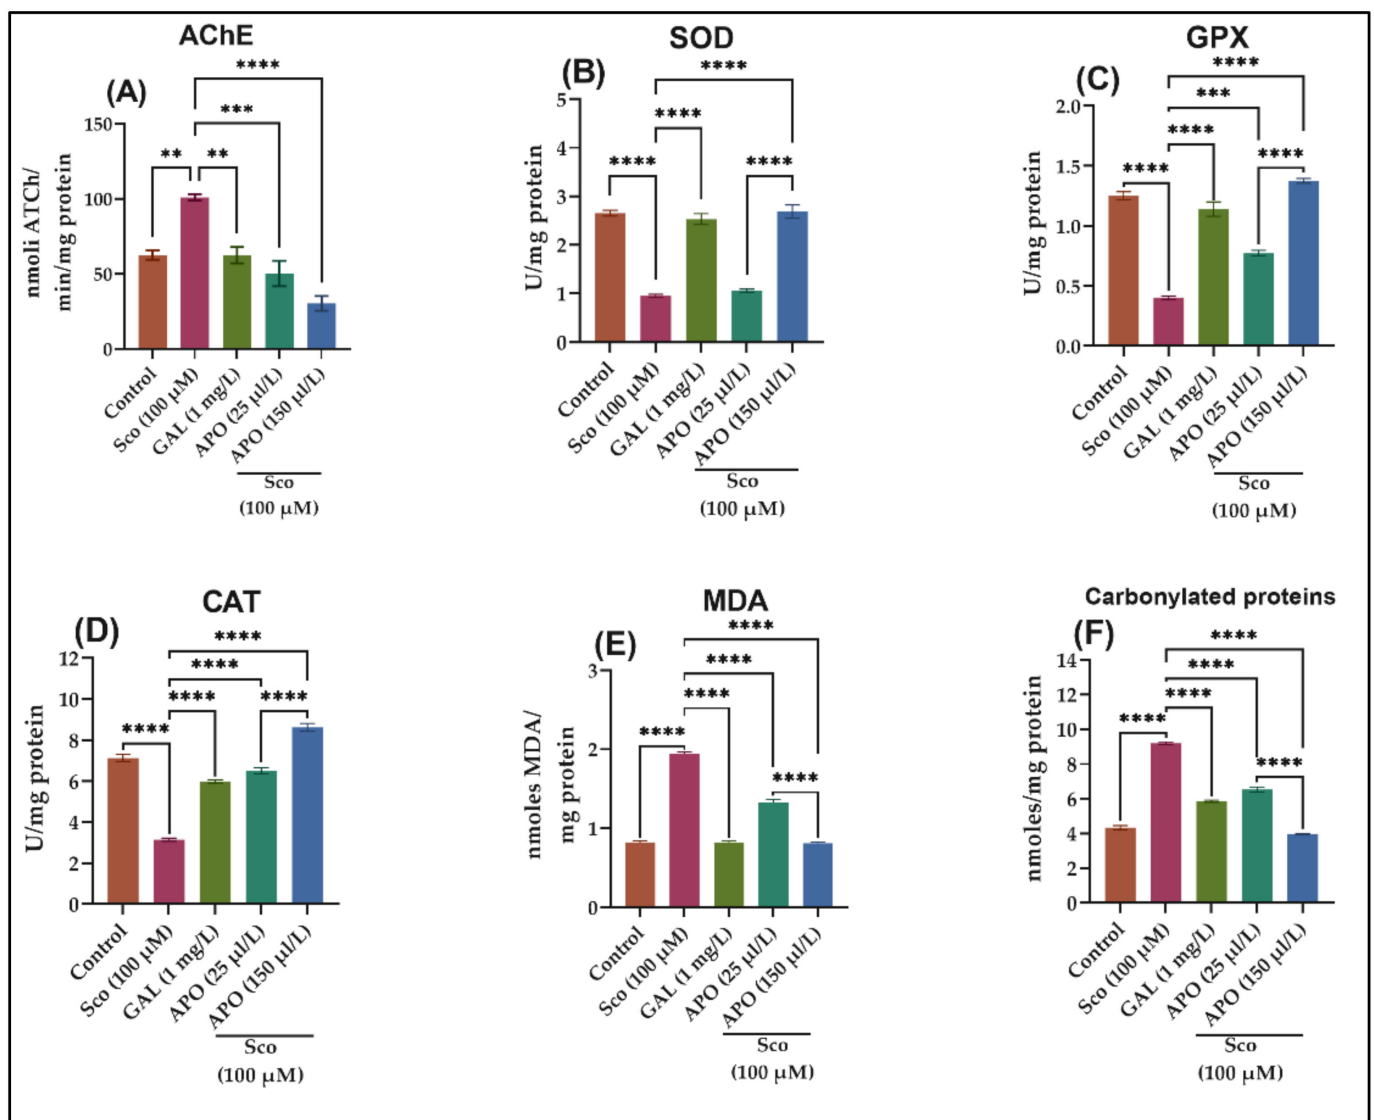 AChE
(A)
****
***
**
**
nmoli ATCh/
min/mg protein
150
100
50
0
Control
Sco (100 µM)
GAL (1 mg/L)
APO (25 µl/L)
APO (150 µl/L)
Sco
(100 µM)
SOD
(B)
****
****
****
****
U/mg protein
5
4
3
2
1
0
Control
Sco (100 µM)
GAL (1 mg/L)
APO (25 µl/L)
APO (150 µl/L)
Sco
(100 µM)
GPX
(C)
****
***
****
****
****
U/mg protein
2.0
1.5
1.0
0.5
0.0
Control
Sco (100 µM)
GAL (1 mg/L)
APO (25 µl/L)
APO (150 µl/L)
Sco
(100 µM)
CAT
(D)
****
****
****
****
****
U/mg protein
12
10
8
6
4
2
0
Control
Sco (100 µM)
GAL (1 mg/L)
APO (25 µl/L)
APO (150 µl/L)
Sco
(100 µM)
MDA
(E)
****
****
****
****
****
nmoles MDA/
mg protein
3
2
1
0
Control
Sco (100 µM)
GAL (1 mg/L)
APO (25 µl/L)
APO (150 µl/L)
Sco
(100 µM)
Carbonylated proteins
(F)
****
****
****
****
****
nmoles/mg protein
14
12
10
8
6
4
2
0
Control
Sco (100 µM)
GAL (1 mg/L)
APO (25 µl/L)
APO (150 µl/L)
Sco
(100 µM)